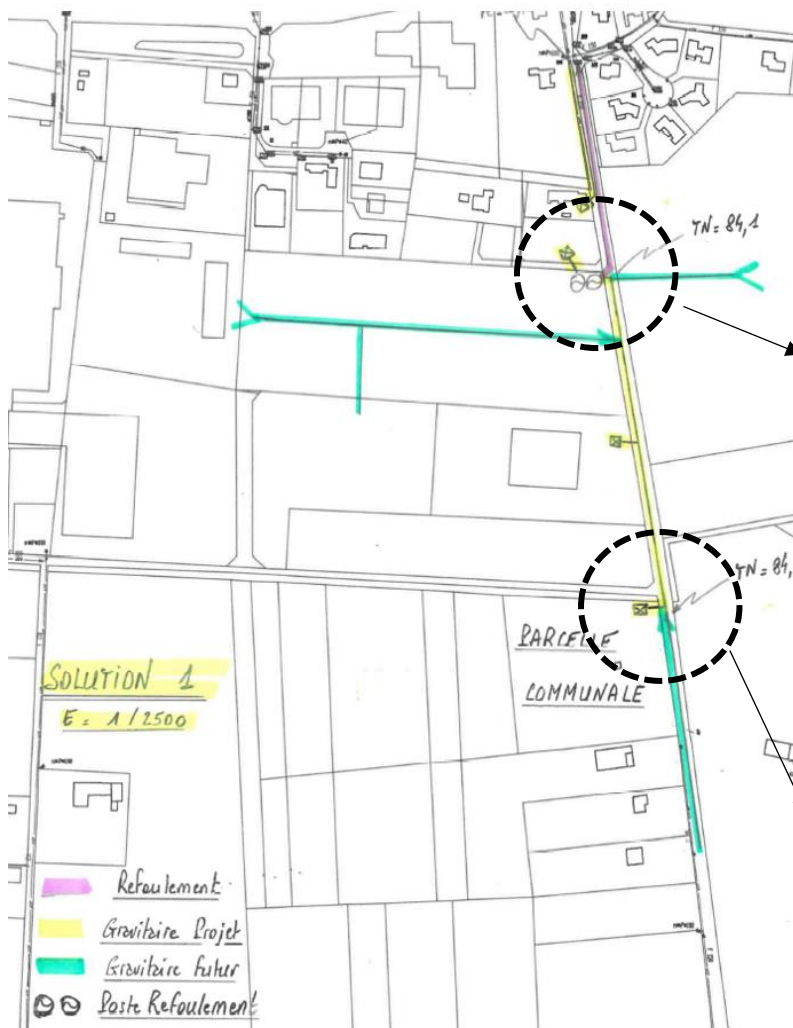 TN = 84,1
TN = 84,
PARCELLE
COMMUNALE
SOLUTION 1
E = 1/2500
Refoulement
Gravitaire Projet
Gravitaire futur
Poste Refoulement